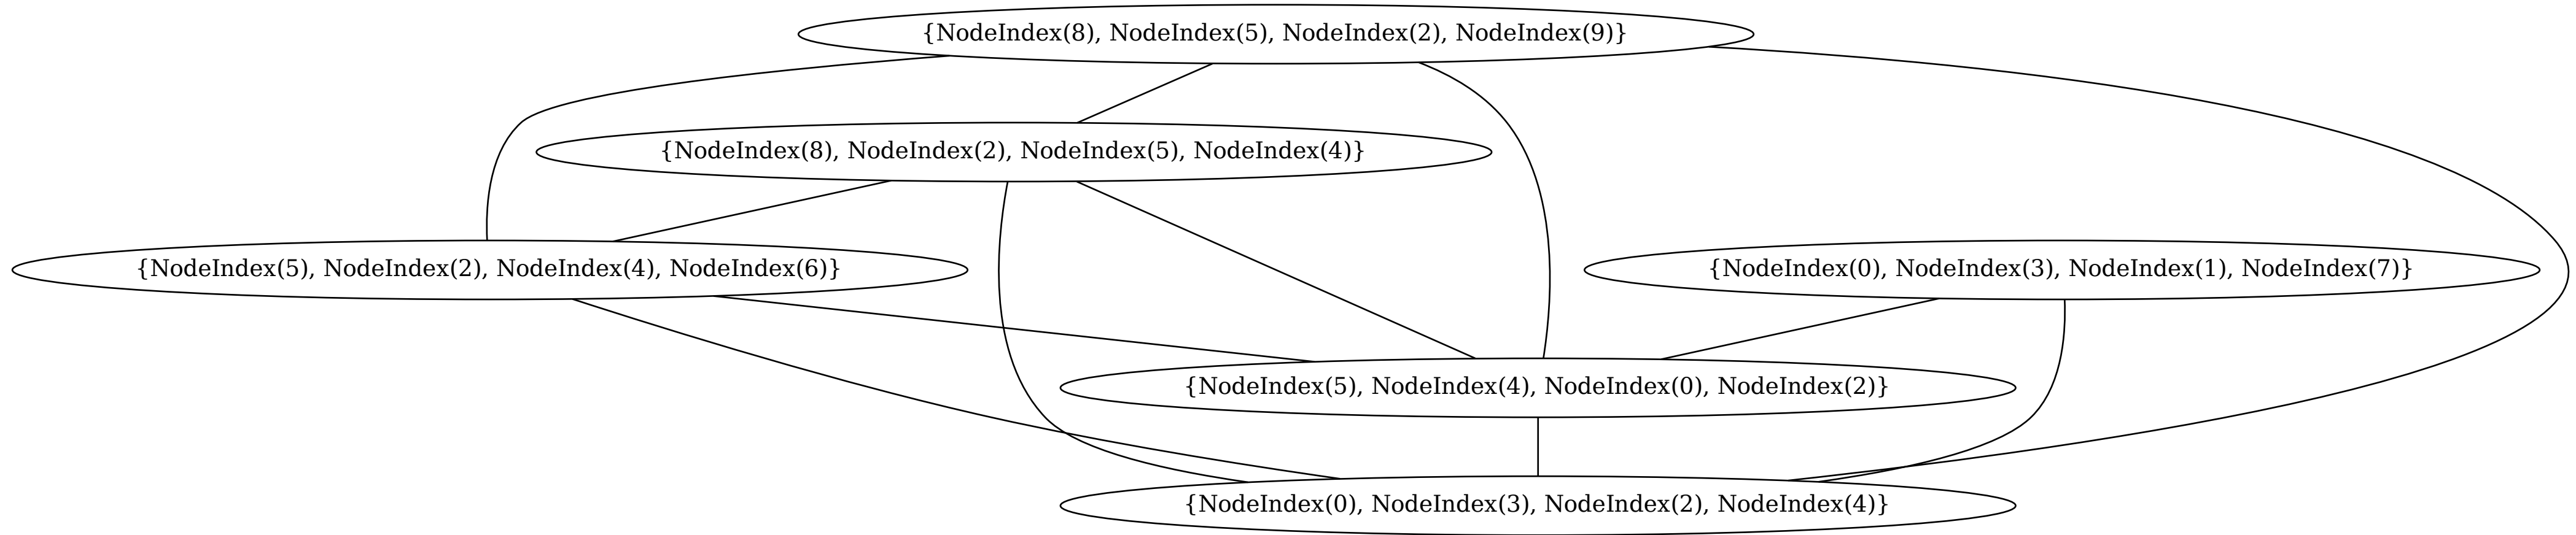 {NodeIndex(8), NodeIndex(5), NodeIndex(2), NodeIndex(9)}
{NodeIndex(8), NodeIndex(2), NodeIndex(5), NodeIndex(4)}
{NodeIndex(5), NodeIndex(2), NodeIndex(4), NodeIndex(6)}
{NodeIndex(0), NodeIndex(3), NodeIndex(1), NodeIndex(7)}
{NodeIndex(5), NodeIndex(4), NodeIndex(0), NodeIndex(2)}
{NodeIndex(0), NodeIndex(3), NodeIndex(2), NodeIndex(4)}